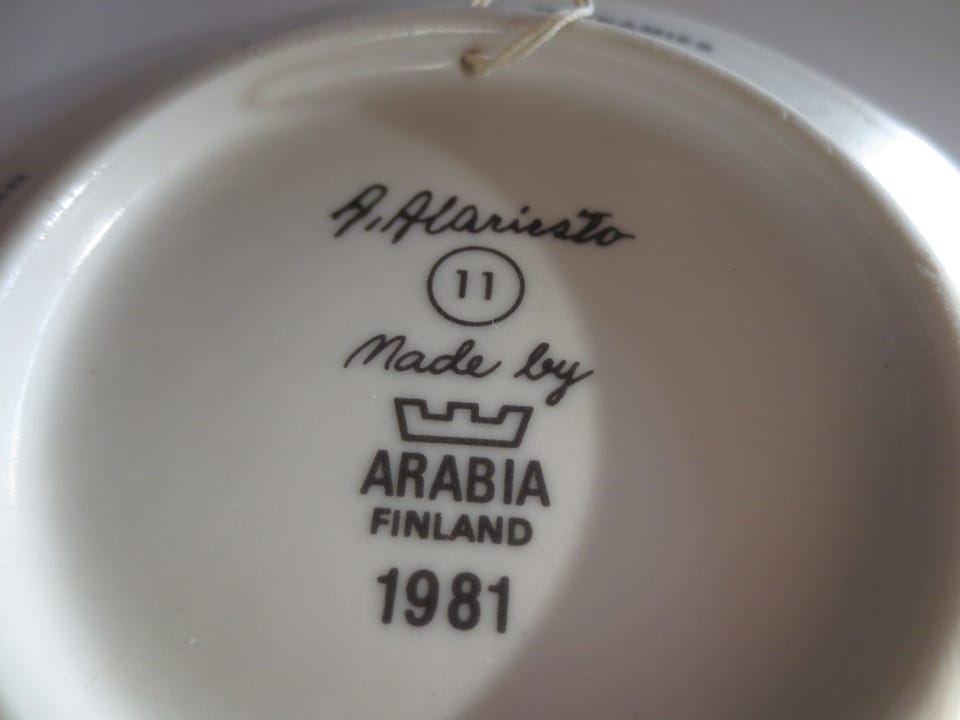 A. Alariesto
11
Made by
ARABIA
FINLAND
1981